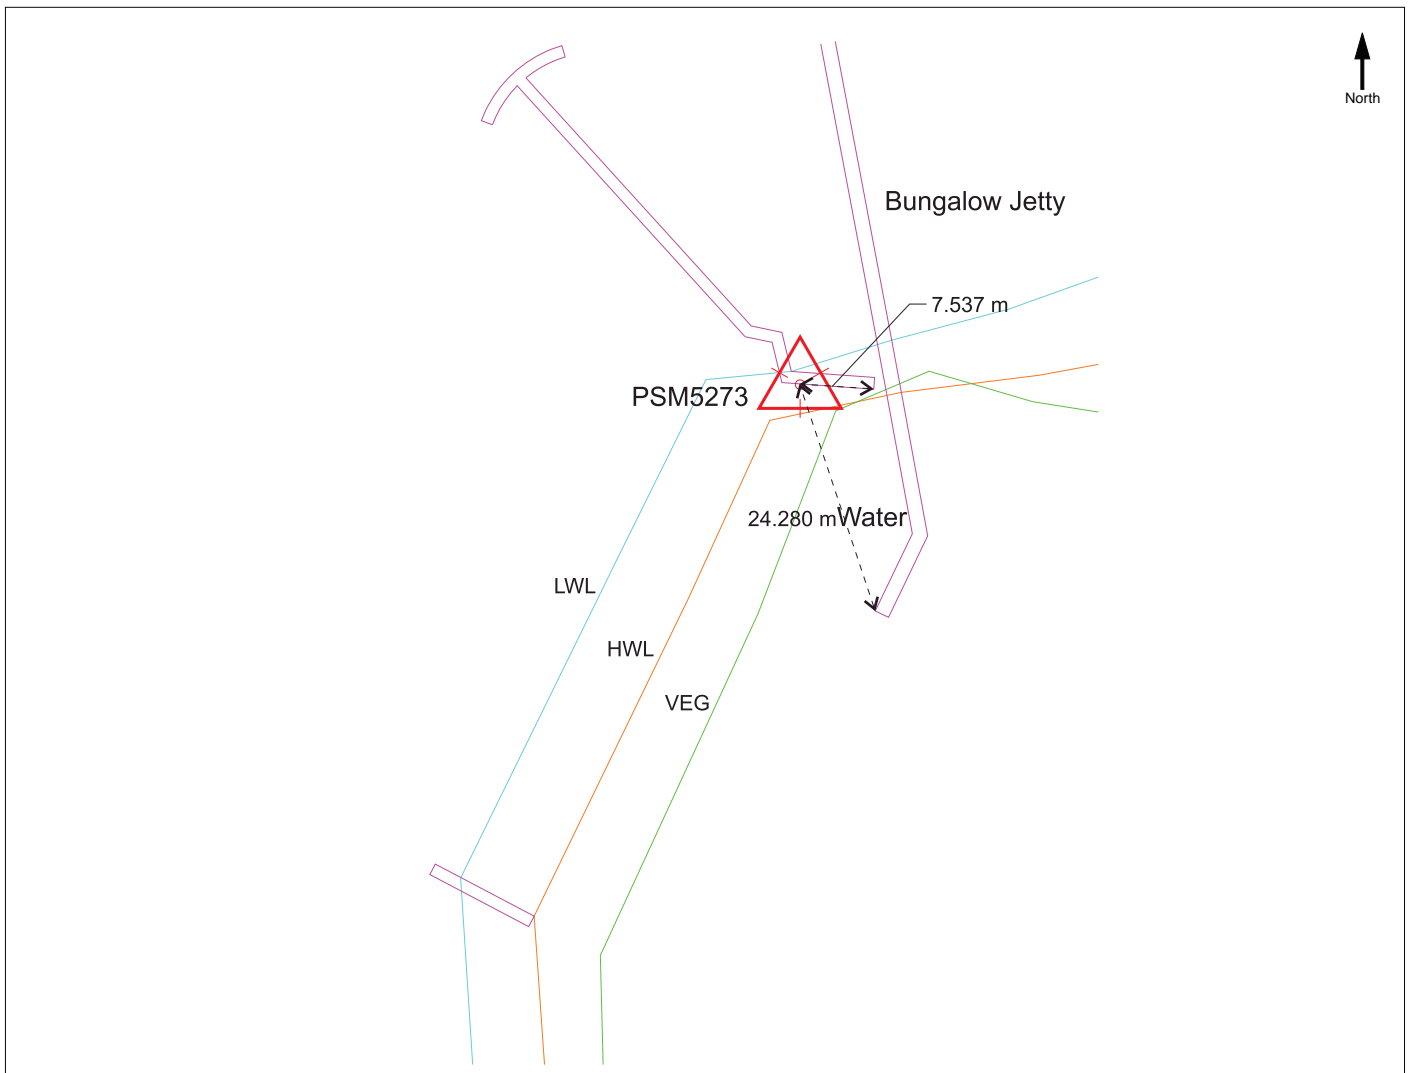 North
Bungalow Jetty
7.537 m
PSM5273
24.280 m
Water
LWL
HWL
VEG